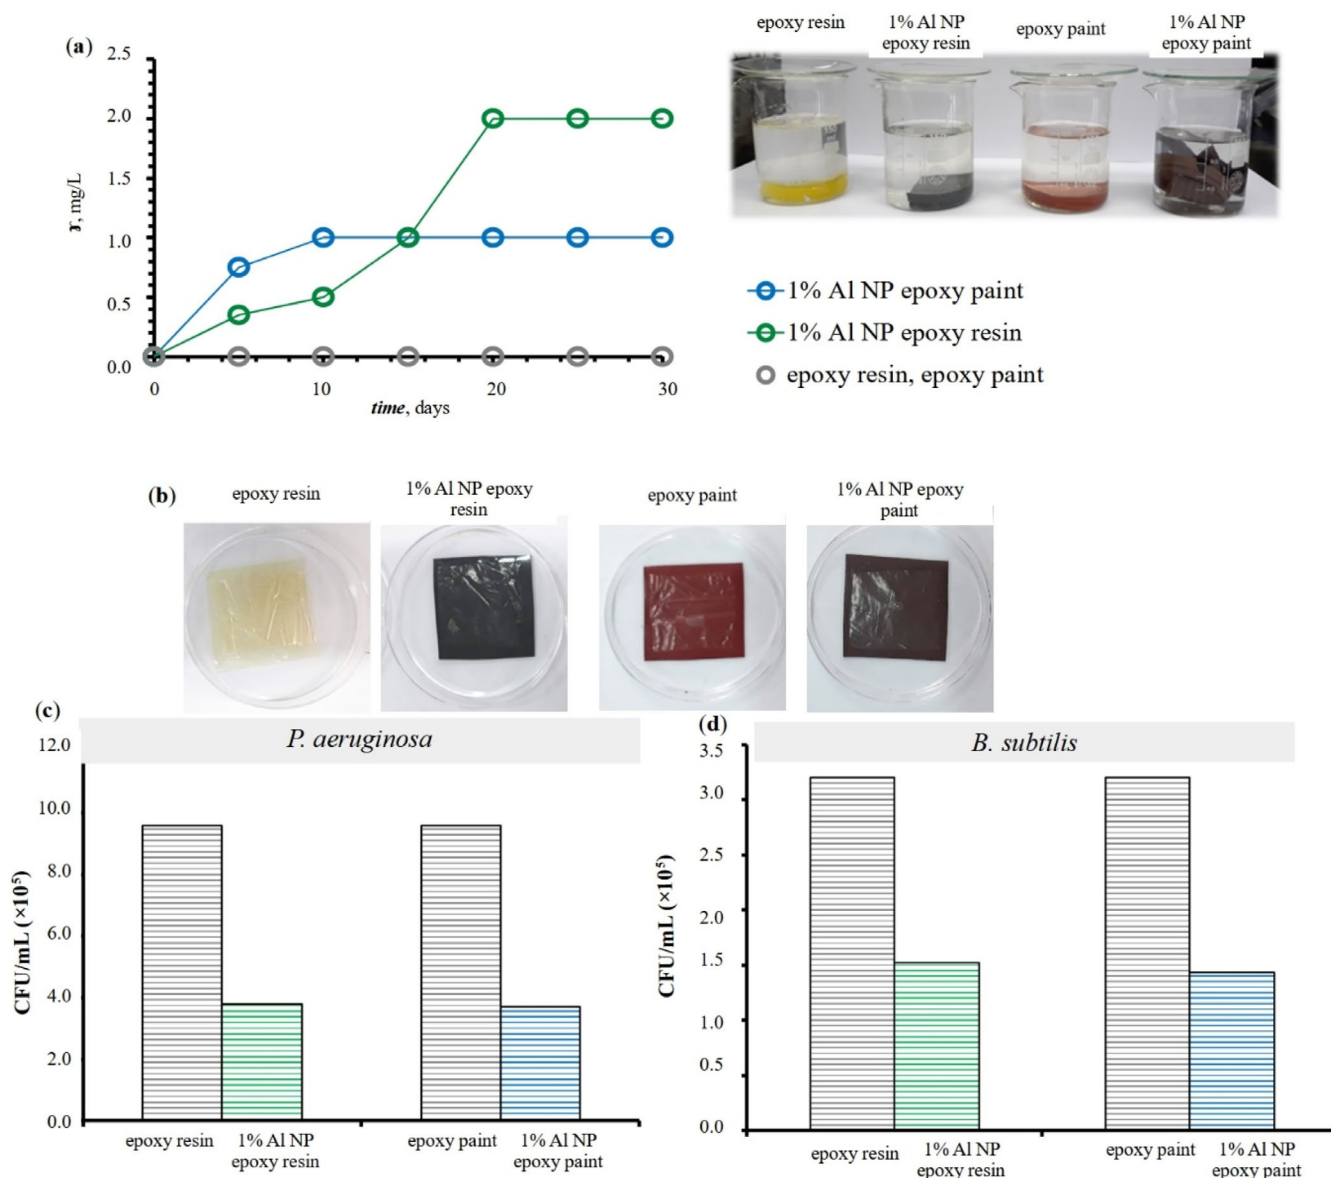 (a)
2.5
2.0
1.5
1.0
0.5
0.0
0
10
20
30
time, days
epoxy resin
1% Al NP
epoxy resin
epoxy paint
1% Al NP
epoxy paint
1% Al NP epoxy paint
1% Al NP epoxy resin
epoxy resin, epoxy paint
(b)
epoxy resin
1% Al NP epoxy
resin
epoxy paint
1% Al NP epoxy
paint
(c)
P. aeruginosa
CFU/mL (×10⁵)
12.0
10.0
8.0
6.0
4.0
2.0
0.0
epoxy resin
1% Al NP
epoxy resin
epoxy paint
1% Al NP
epoxy paint
(d)
B. subtilis
CFU/mL (×10⁵)
3.5
3.0
2.5
2.0
1.5
1.0
0.5
0.0
epoxy resin
1% Al NP
epoxy resin
epoxy paint
1% Al NP
epoxy paint